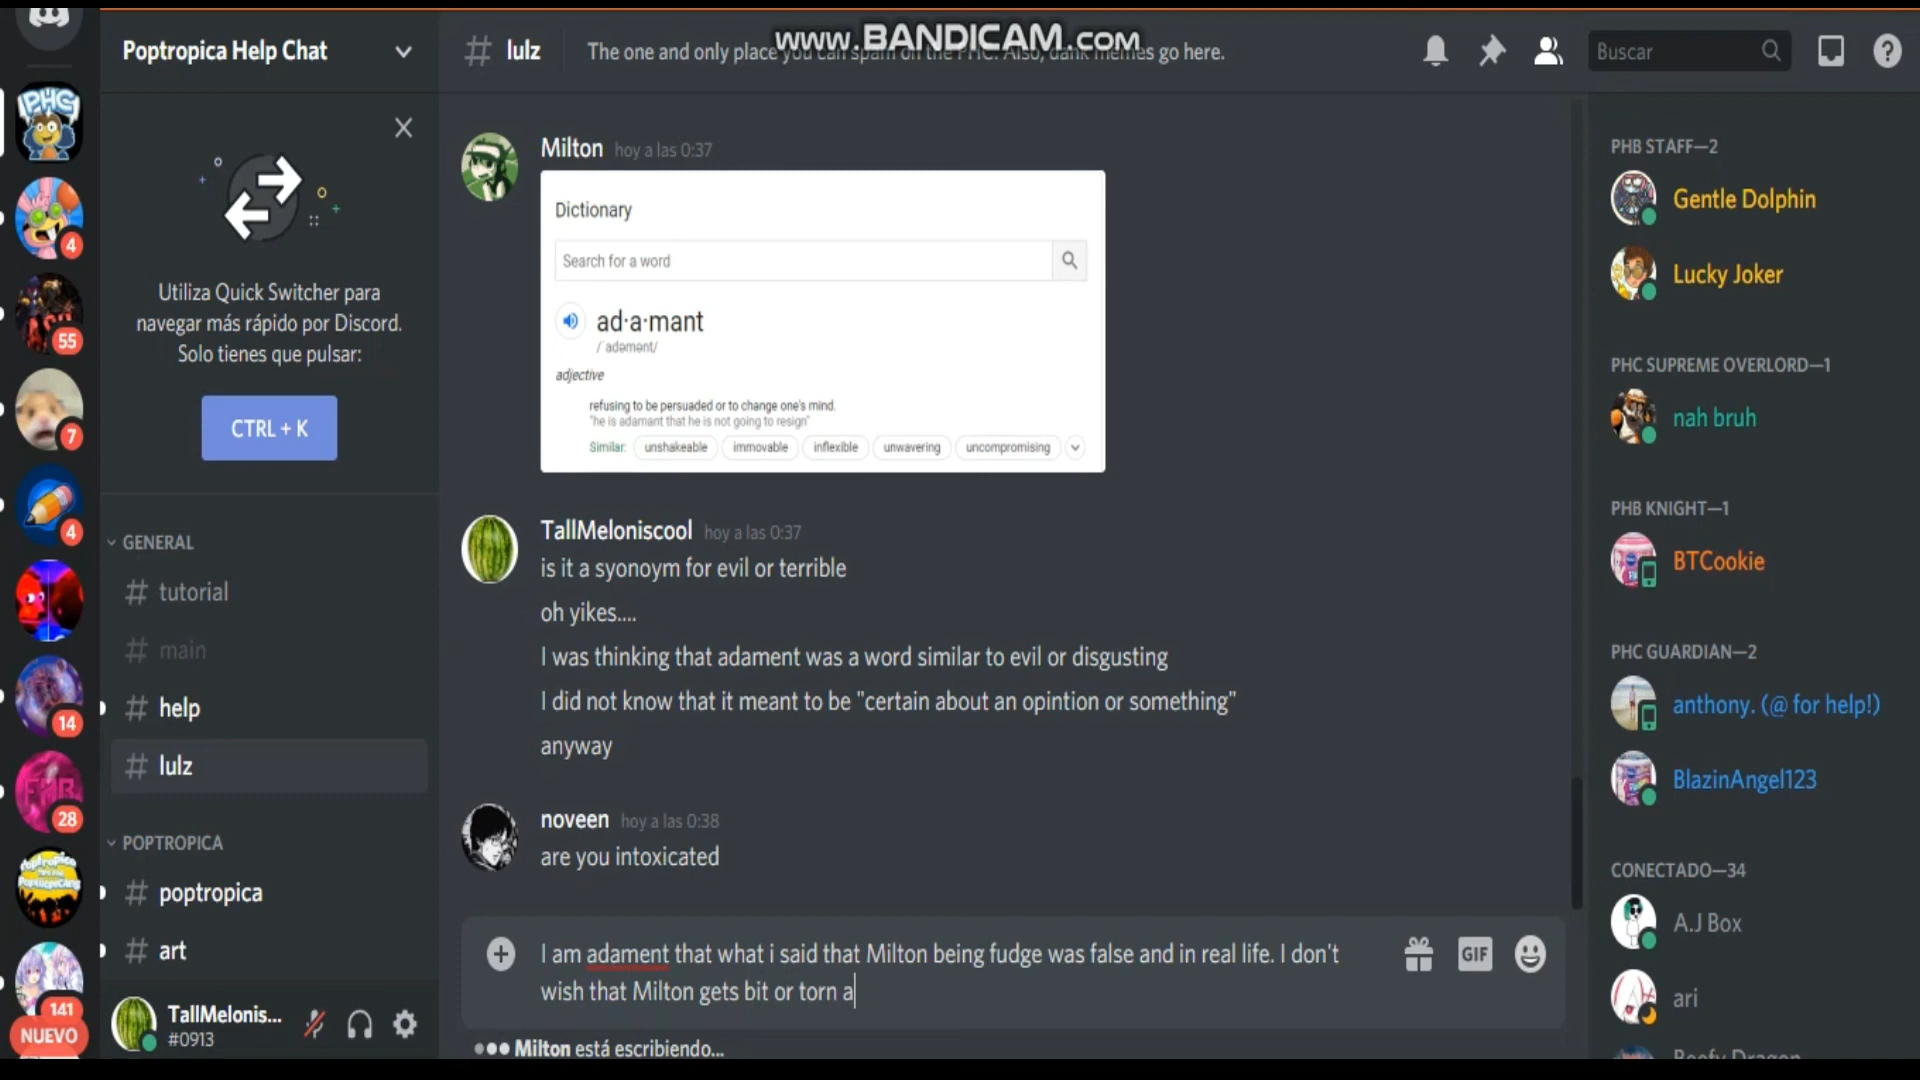 www.BANDICAM.com
Poptropica Help Chat
lulz
The one and only place you can spam on the PHC. Also, dank memes go here.
Buscar
PHC
4
55
7
4
14
28
141
NUEVO
Utiliza Quick Switcher para
navegar más rápido por Discord.
Solo tienes que pulsar:
CTRL + K
GENERAL
# tutorial
# main
# help
# lulz
POPTROPICA
# poptropica
# art
TallMelonis...
#0913
Milton hoy a las 0:37
Dictionary
Search for a word
ad·a·mant
/ˈadəmənt/
adjective
refusing to be persuaded or to change one's mind.
"he is adamant that he is not going to resign"
Similar: unshakeable immovable inflexible unwavering uncompromising
TallMeloniscool hoy a las 0:37
is it a syonoym for evil or terrible
oh yikes....
I was thinking that adament was a word similar to evil or disgusting
I did not know that it meant to be "certain about an opintion or something"
anyway
noveen hoy a las 0:38
are you intoxicated
I am adament that what i said that Milton being fudge was false and in real life. I don't
wish that Milton gets bit or torn a
GIF
Milton está escribiendo...
PHB STAFF—2
Gentle Dolphin
Lucky Joker
PHC SUPREME OVERLORD—1
nah bruh
PHB KNIGHT—1
BTCookie
PHC GUARDIAN—2
anthony. (@ for help!)
BlazinAngel123
CONECTADO—34
A.J Box
ari